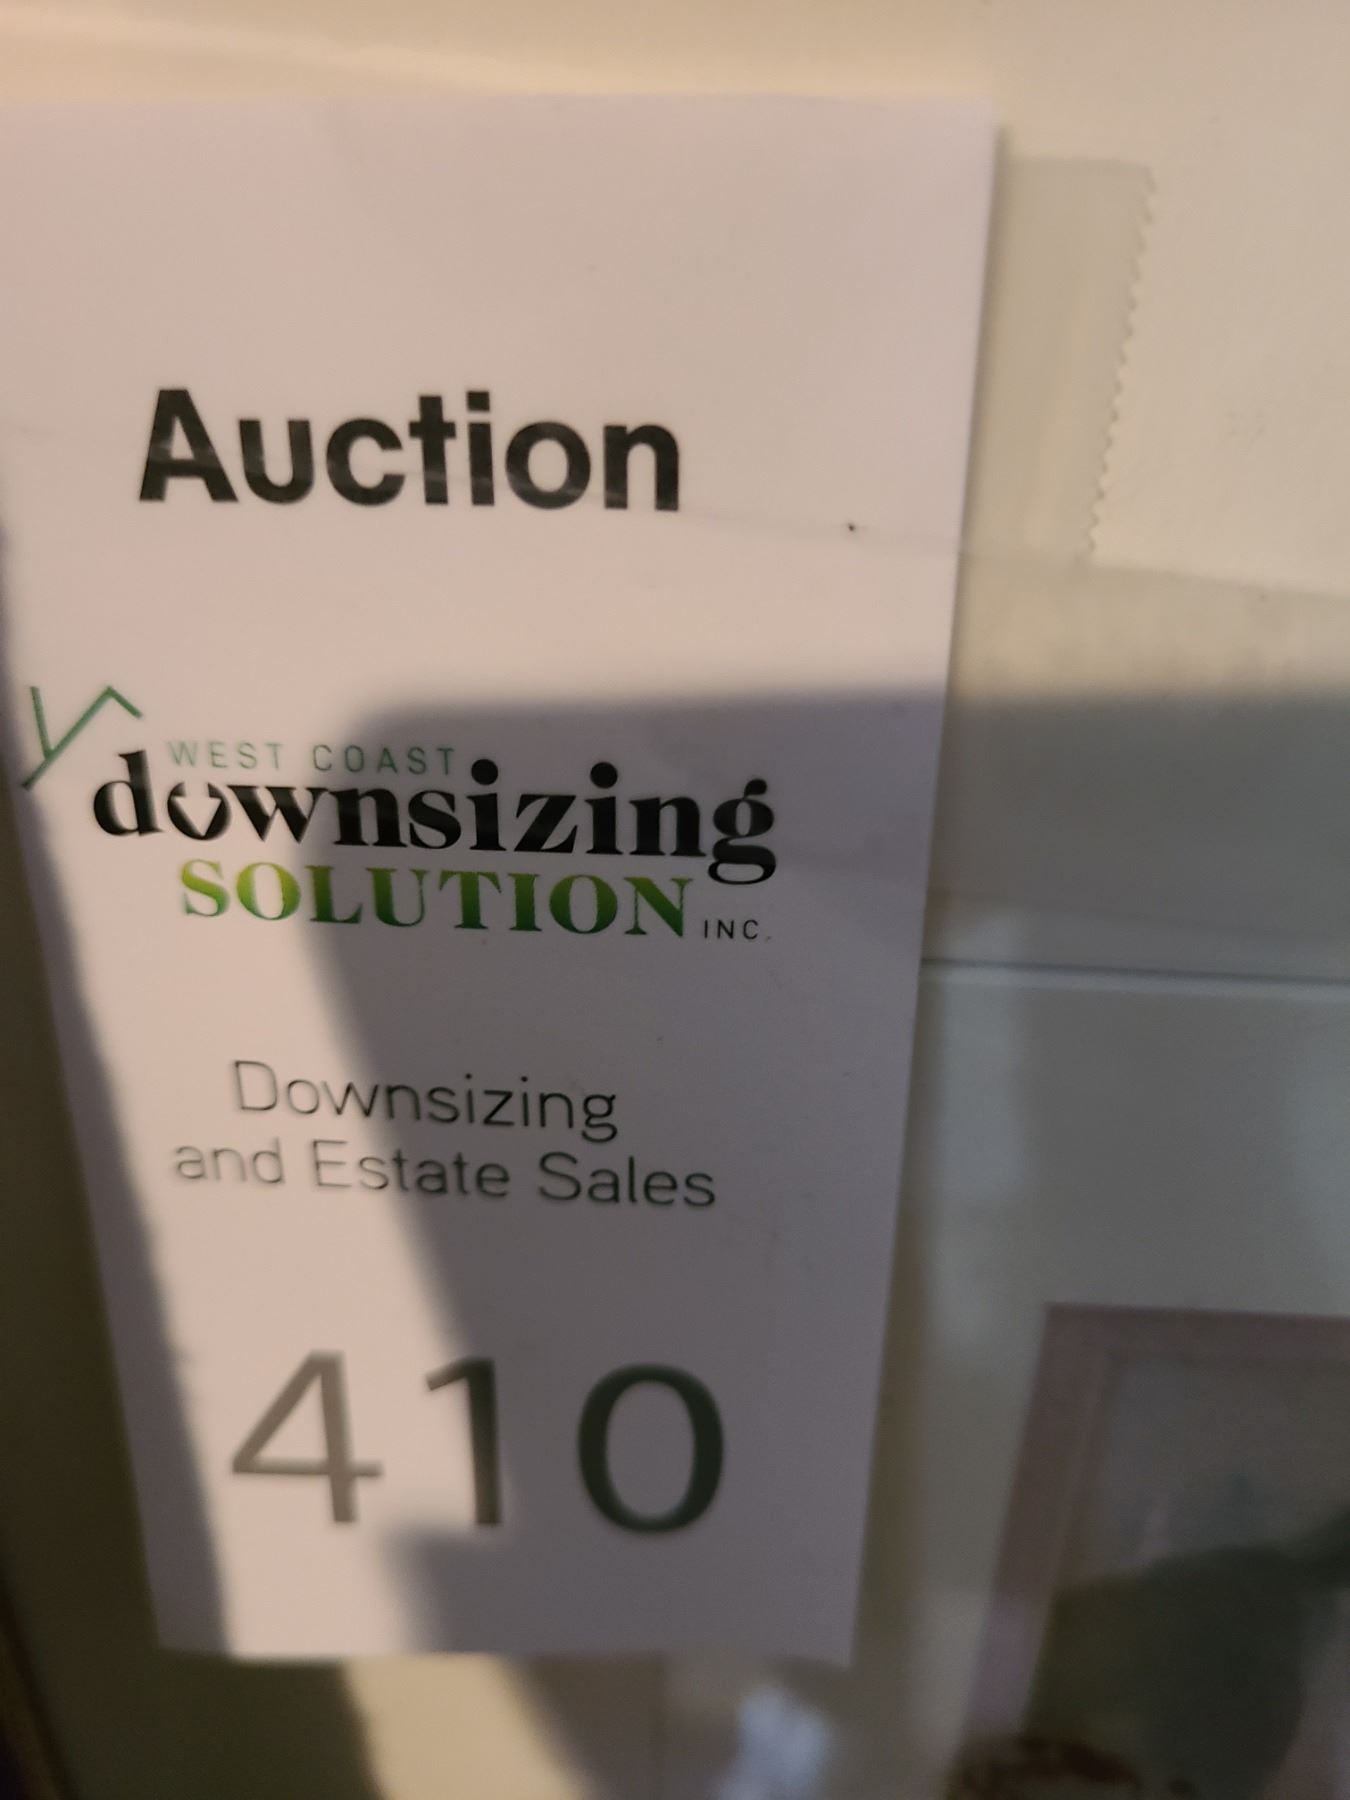 Auction
WEST COAST
downsizing
SOLUTION INC.
Downsizing
and Estate Sales
410